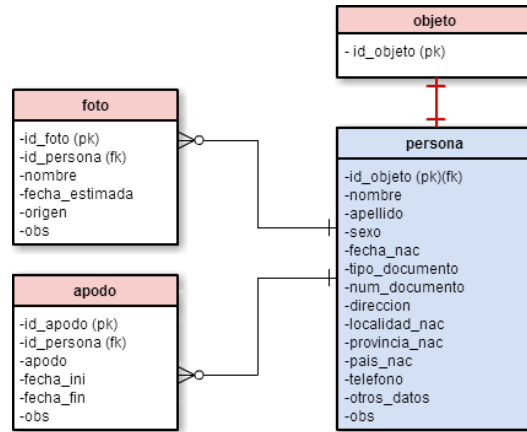 objeto
- id_objeto (pk)
foto
-id_foto (pk)
-id_persona (fk)
-nombre
-fecha_estimada
-origen
-obs
persona
-id_objeto (pk)(fk)
-nombre
-apellido
-sexo
-fecha_nac
-tipo_documento
-num_documento
-direccion
-localidad_nac
-provincia_nac
-pais_nac
-telefono
-otros_datos
-obs
apodo
-id_apodo (pk)
-id_persona (fk)
-apodo
-fecha_ini
-fecha_fin
-obs